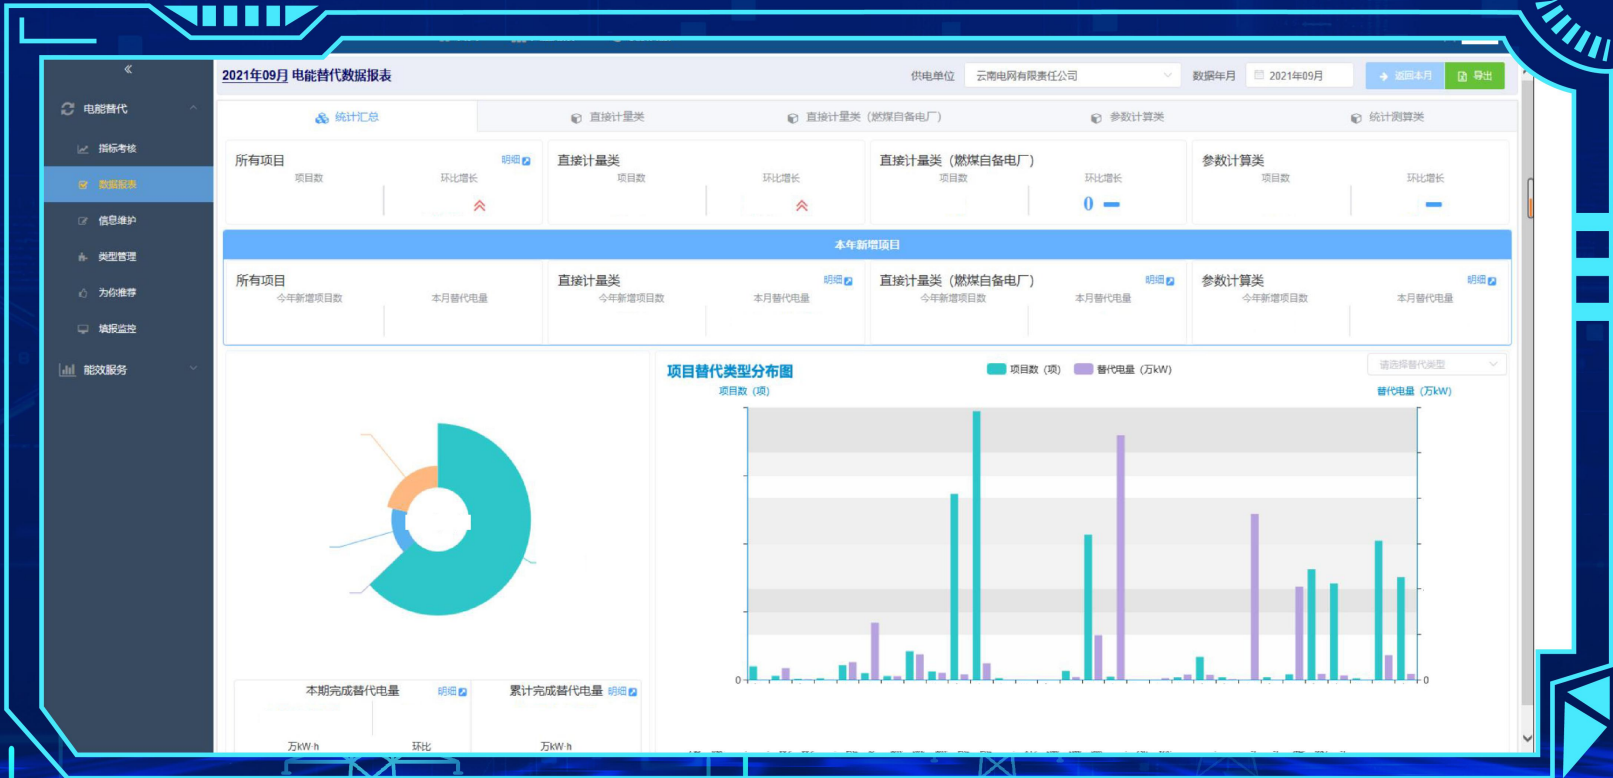 2021年09月 电能替代数据报表
供电单位 云南电网有限责任公司 数据年月 2021年09月 返回本月 导出
电能替代
指标考核
数据报表
信息维护
类型管理
为你推荐
填报监控
能效服务
统计汇总 直接计量类 直接计量类（燃煤自备电厂） 参数计算类 统计测算类
所有项目 明细 直接计量类 直接计量类（燃煤自备电厂） 参数计算类
项目数 环比增长 项目数 环比增长 项目数 环比增长 项目数 环比增长
0
本年新增项目
所有项目 直接计量类 明细 直接计量类（燃煤自备电厂） 明细 参数计算类 明细
今年新增项目数 本月替代电量 今年新增项目数 本月替代电量 今年新增项目数 本月替代电量 今年新增项目数 本月替代电量
项目替代类型分布图 项目数（项） 替代电量（万kW） 请选择替代类型
项目数（项） 替代电量（万kW）
0 0
本期完成替代电量 明细 累计完成替代电量 明细
万kW·h 环比 万kW·h